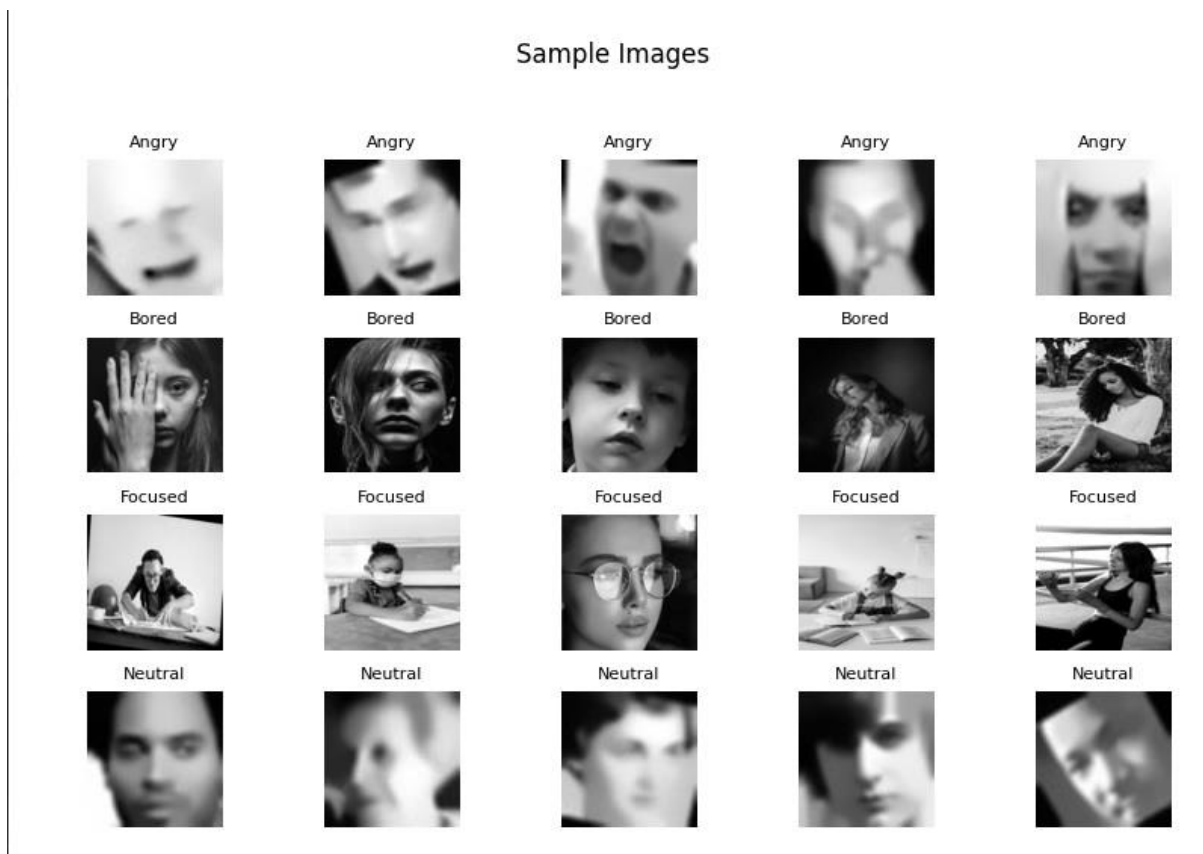 Sample Images
Angry Angry Angry Angry Angry
Bored Bored Bored Bored Bored
Focused Focused Focused Focused Focused
Neutral Neutral Neutral Neutral Neutral